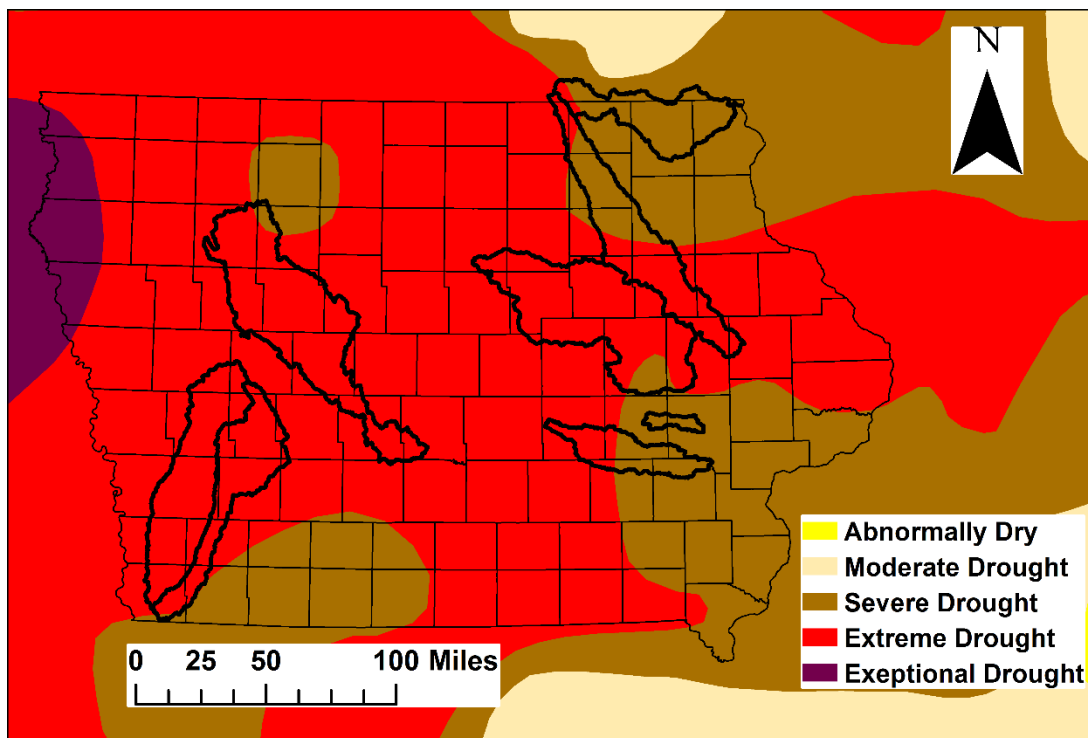 N
Abnormally Dry
Moderate Drought
Severe Drought
Extreme Drought
Exeptional Drought
0 25 50 100 Miles